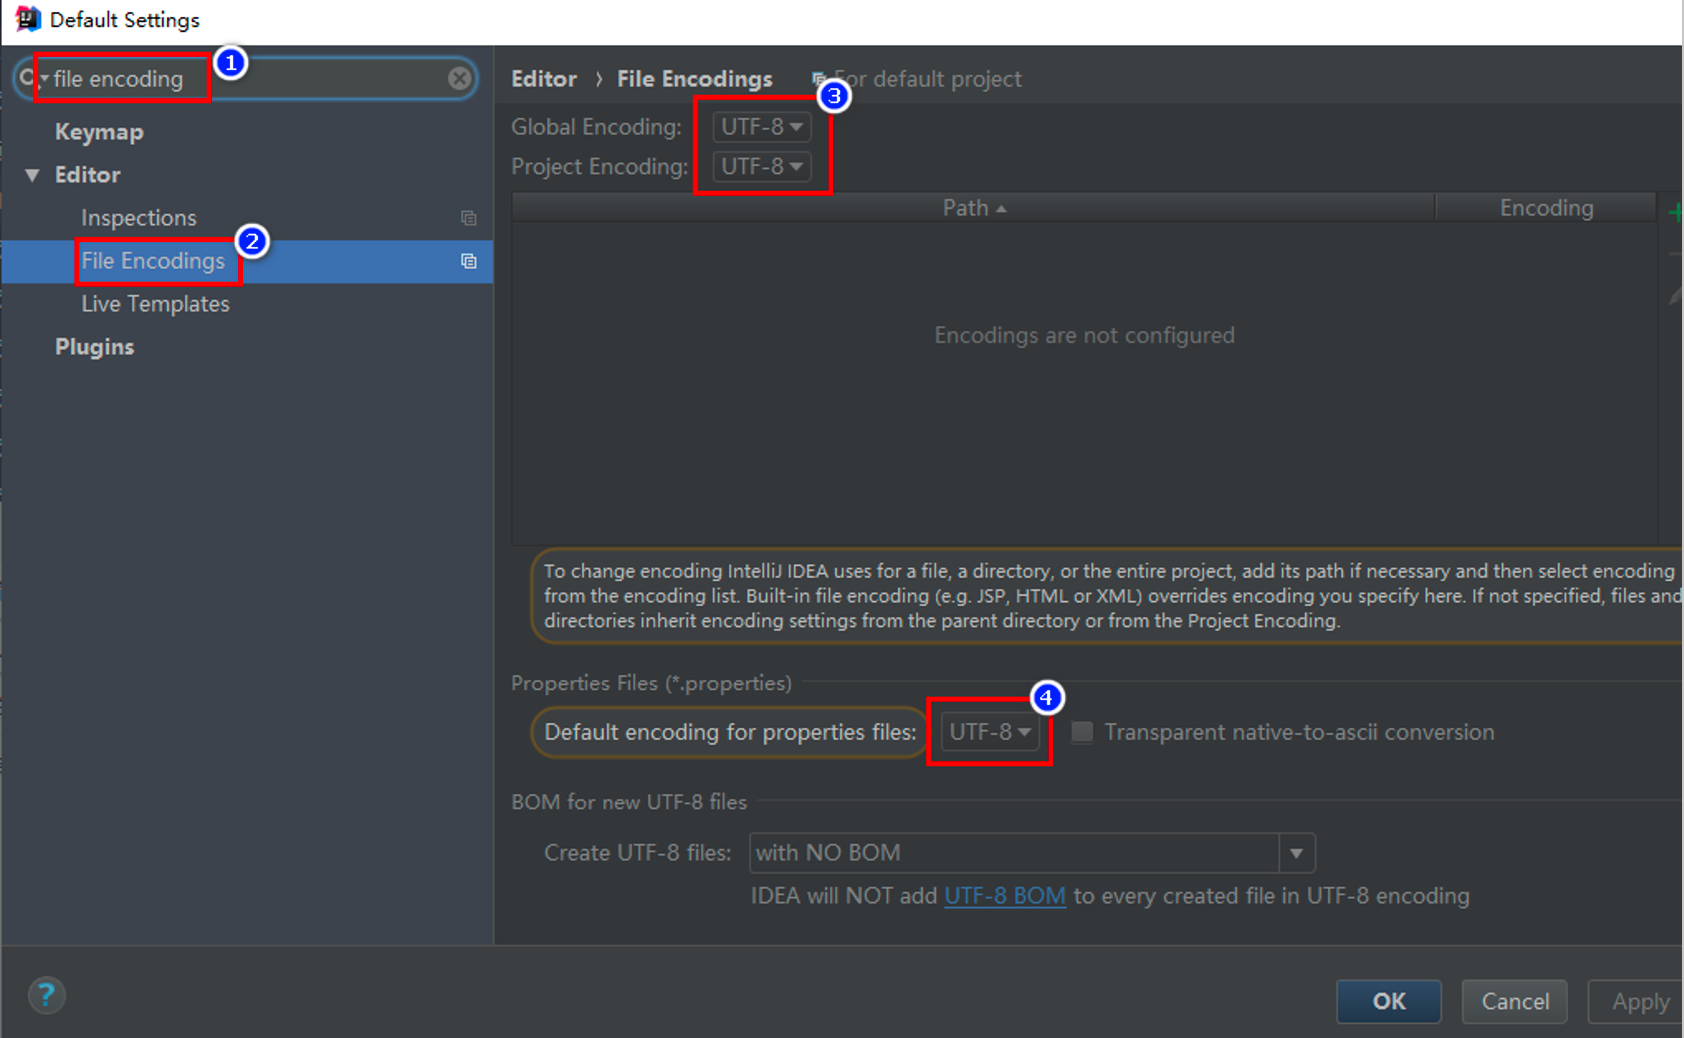 Default Settings
file encoding
1
Keymap
Editor
Inspections
File Encodings
2
Live Templates
Plugins
Editor › File Encodings
For default project
3
Global Encoding: UTF-8
Project Encoding: UTF-8
Path Encoding
Encodings are not configured
To change encoding IntelliJ IDEA uses for a file, a directory, or the entire project, add its path if necessary and then select encoding
from the encoding list. Built-in file encoding (e.g. JSP, HTML or XML) overrides encoding you specify here. If not specified, files and
directories inherit encoding settings from the parent directory or from the Project Encoding.
Properties Files (*.properties)
4
Default encoding for properties files: UTF-8 Transparent native-to-ascii conversion
BOM for new UTF-8 files
Create UTF-8 files: with NO BOM
IDEA will NOT add UTF-8 BOM to every created file in UTF-8 encoding
?
OK Cancel Apply